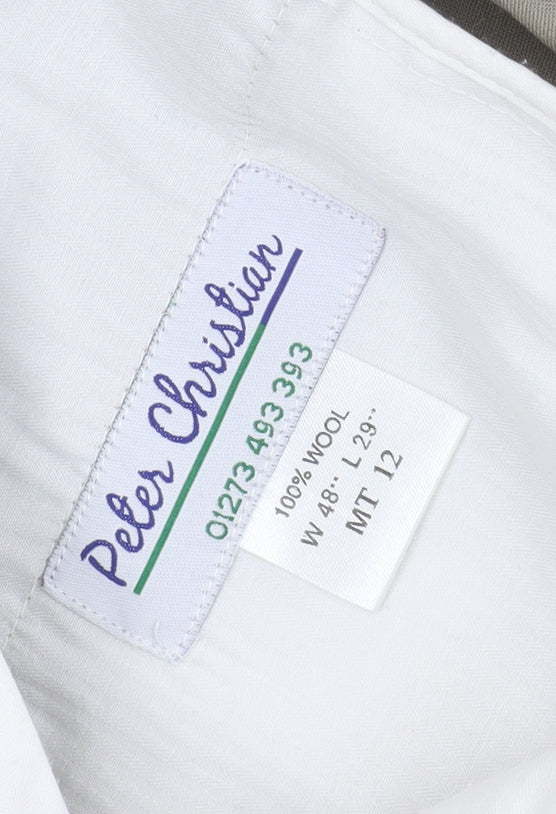 Peter Christian
01273 493 393
100% WOOL
W 48" L 29"
MT 12